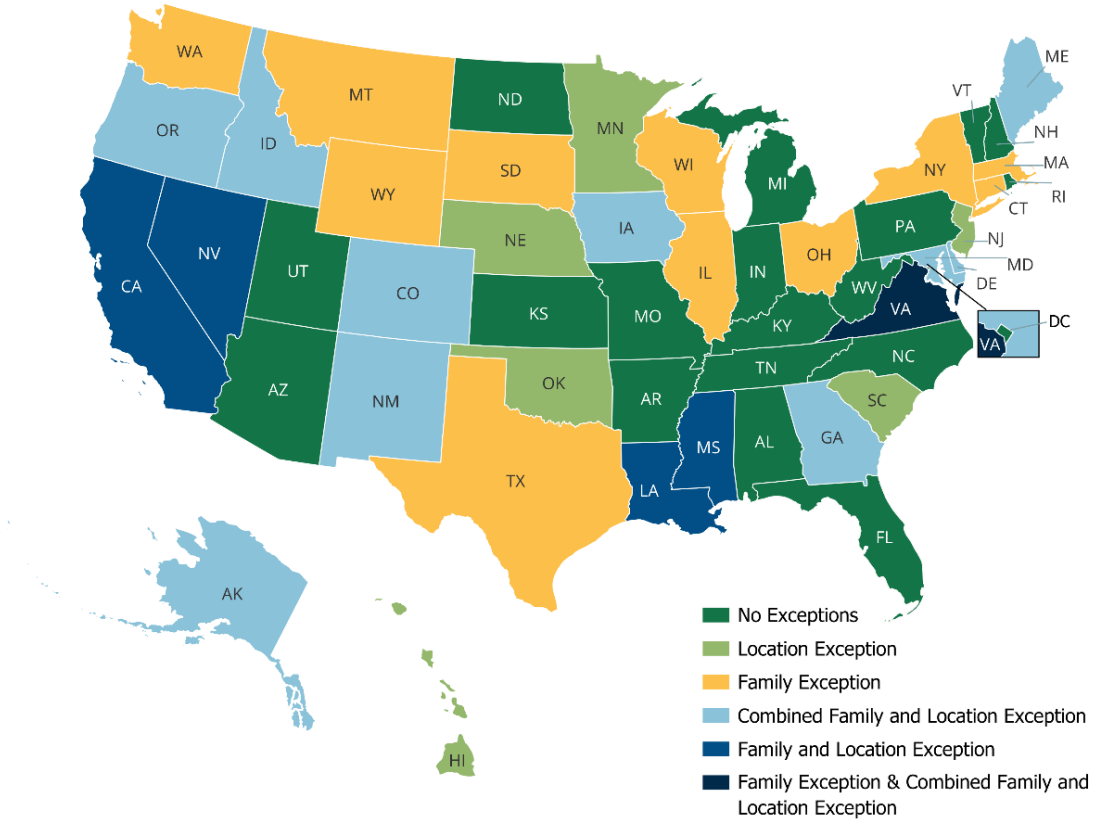 ME
WA
VT
MT
ND
MN
OR
NH
ID
MA
WI
SD
NY
MI
WY
RI
CT
IA
PA
NE
NJ
NV
OH
MD
UT
IL
IN
DE
CA
CO
WV
VA
KS
MO
DC
KY
VA
NC
TN
OK
AZ
NM
AR
SC
GA
MS
AL
TX
LA
FL
AK
No Exceptions
Location Exception
Family Exception
Combined Family and Location Exception
Family and Location Exception
HI
Family Exception & Combined Family and
Location Exception